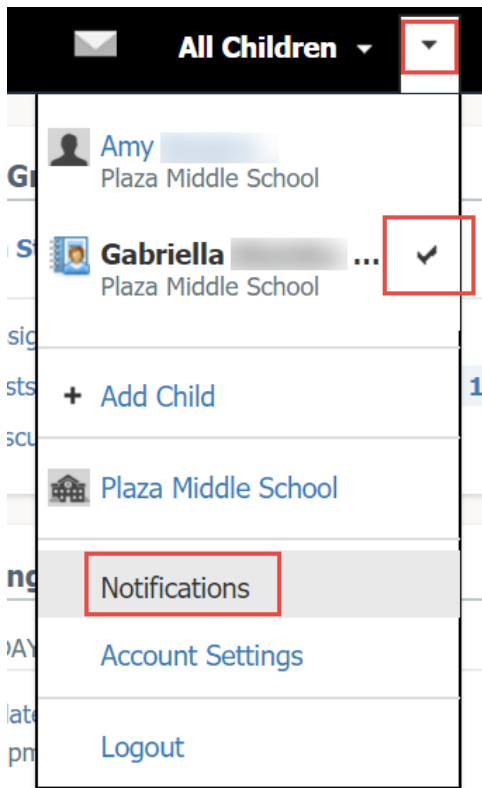 All Children
Amy
Plaza Middle School
Gabriella ...
Plaza Middle School
+ Add Child
Plaza Middle School
Notifications
Account Settings
Logout